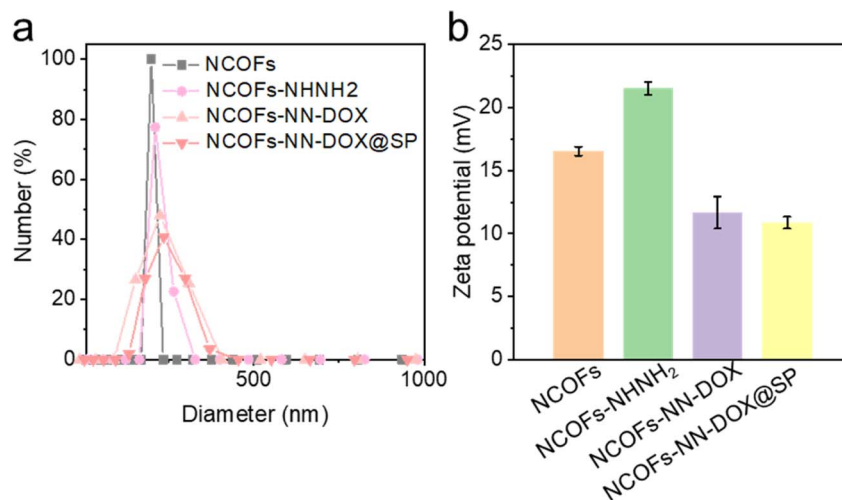 a
100
80
60
40
20
0
Number (%)
500
1000
Diameter (nm)
NCOFs
NCOFs-NHNH2
NCOFs-NN-DOX
NCOFs-NN-DOX@SP
b
25
20
15
10
5
0
Zeta potential (mV)
NCOFs
NCOFs-NHNH₂
NCOFs-NN-DOX
NCOFs-NN-DOX@SP